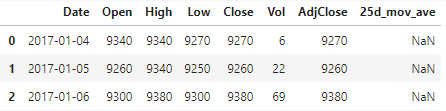 Date Open High Low Close Vol AdjClose 25d_mov_ave
0 2017-01-04 9340 9340 9270 9270 6 9270 NaN
1 2017-01-05 9260 9340 9250 9260 22 9260 NaN
2 2017-01-06 9300 9380 9300 9380 69 9380 NaN